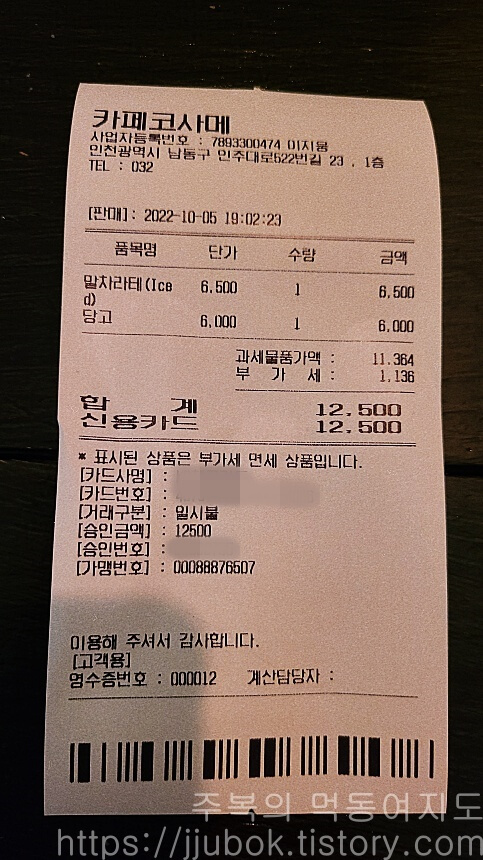 카페코사메
사업자등록번호 : 7893300474 이지몽
인천광역시 남동구 인주대로522번길 23 , 1층
TEL : 032
[판매]: 2022-10-05 19:02:23
품목명 단가 수량 금액
말차라테(Ice 6,500 1 6,500
d)
당고 6,000 1 6,000
과세물품가액 : 11,364
부 가 세 : 1,136
합 계 12,500
신용카드 12,500
* 표시된 상품은 부가세 면세 상품입니다.
[카드사명] :
[카드번호] :
[거래구분] : 일시불
[승인금액] : 12500
[승인번호] :
[가맹번호] : 00088876507
이용해 주셔서 감사합니다.
[고객용]
영수증번호 : 000012 계산담당자 :
주복의 먹동여지도
https://jjubok.tistory.com